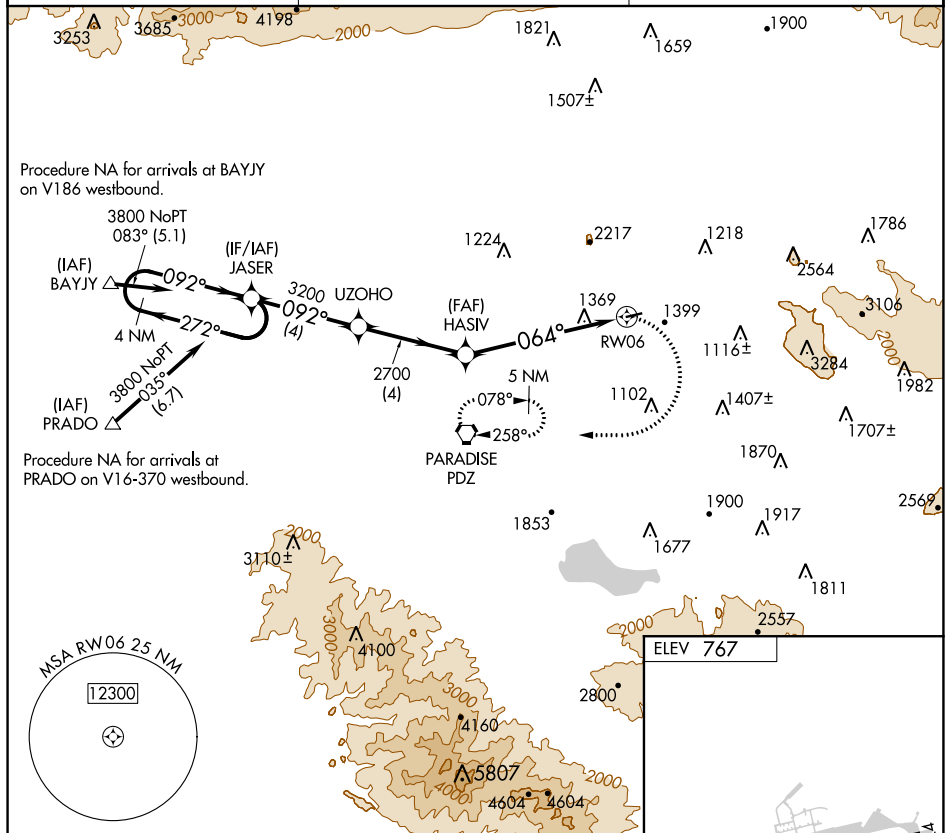 3253
3685
3000
4198
2000
1821
1659
1900
1507±
Procedure NA for arrivals at BAYJY
on V186 westbound.
3800 NoPT
083° (5.1)
(IAF)
BAYJY
092°
(IF/IAF)
JASER
3200
092°
(4)
UZOHO
4 NM
272°
(FAF)
HASIV
2700
(4)
064°
1224
2217
1369
RW06
1399
1218
1786
2564
3106
2000
1116±
3284
1982
3800 NoPT
035°
(6.7)
(IAF)
PRADO
Procedure NA for arrivals at
PRADO on V16-370 westbound.
5 NM
078°
258°
PARADISE
PDZ
1102
1407±
1707±
1870
2569
1853
1900
1917
1677
1811
2000
3110±
3000
4100
2000
2557
2800
3000
4160
5807
4000
4604
4604
2000
MSA RW06 25 NM
12300
ELEV 767
4